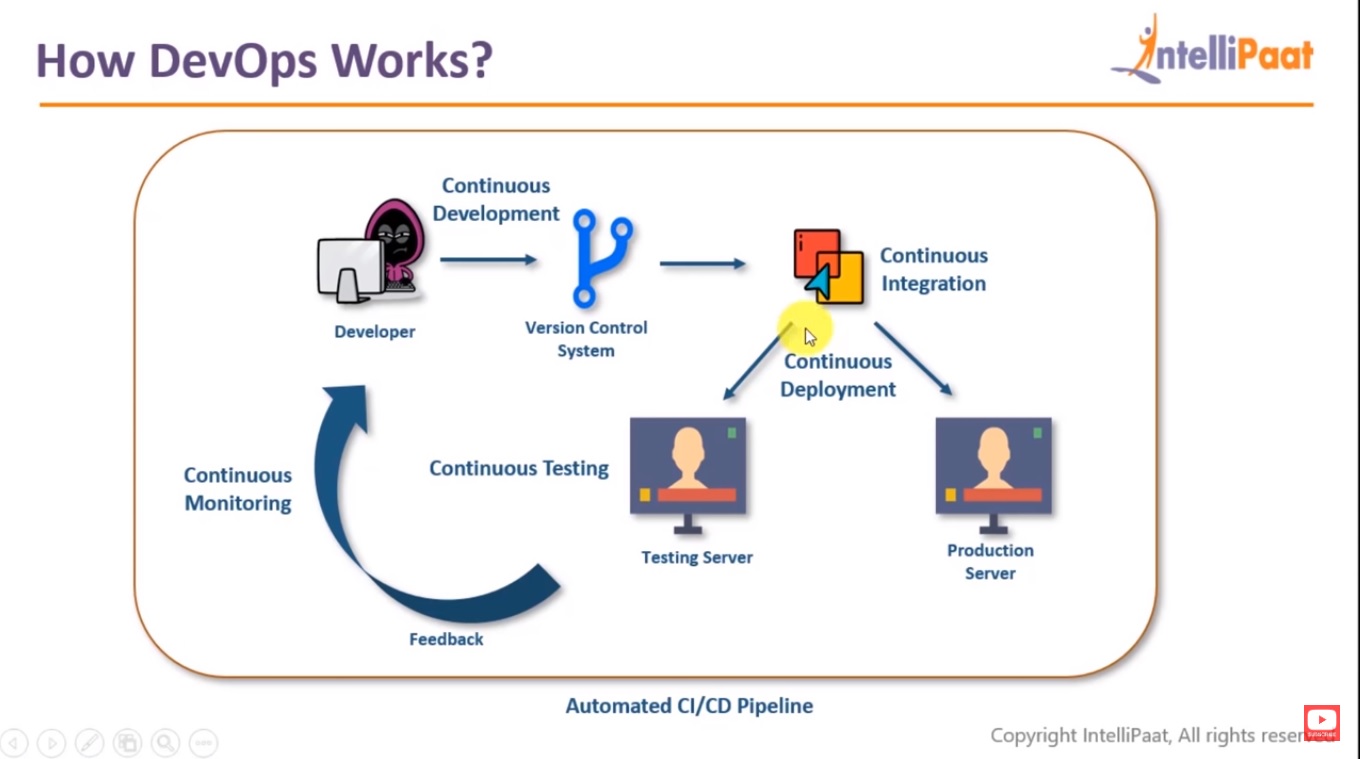 How DevOps Works?
IntelliPaat
Continuous
Development
Developer
Version Control
System
Continuous
Integration
Continuous
Deployment
Continuous Testing
Testing Server
Production
Server
Continuous
Monitoring
Feedback
Automated CI/CD Pipeline
Copyright IntelliPaat, All rights reser